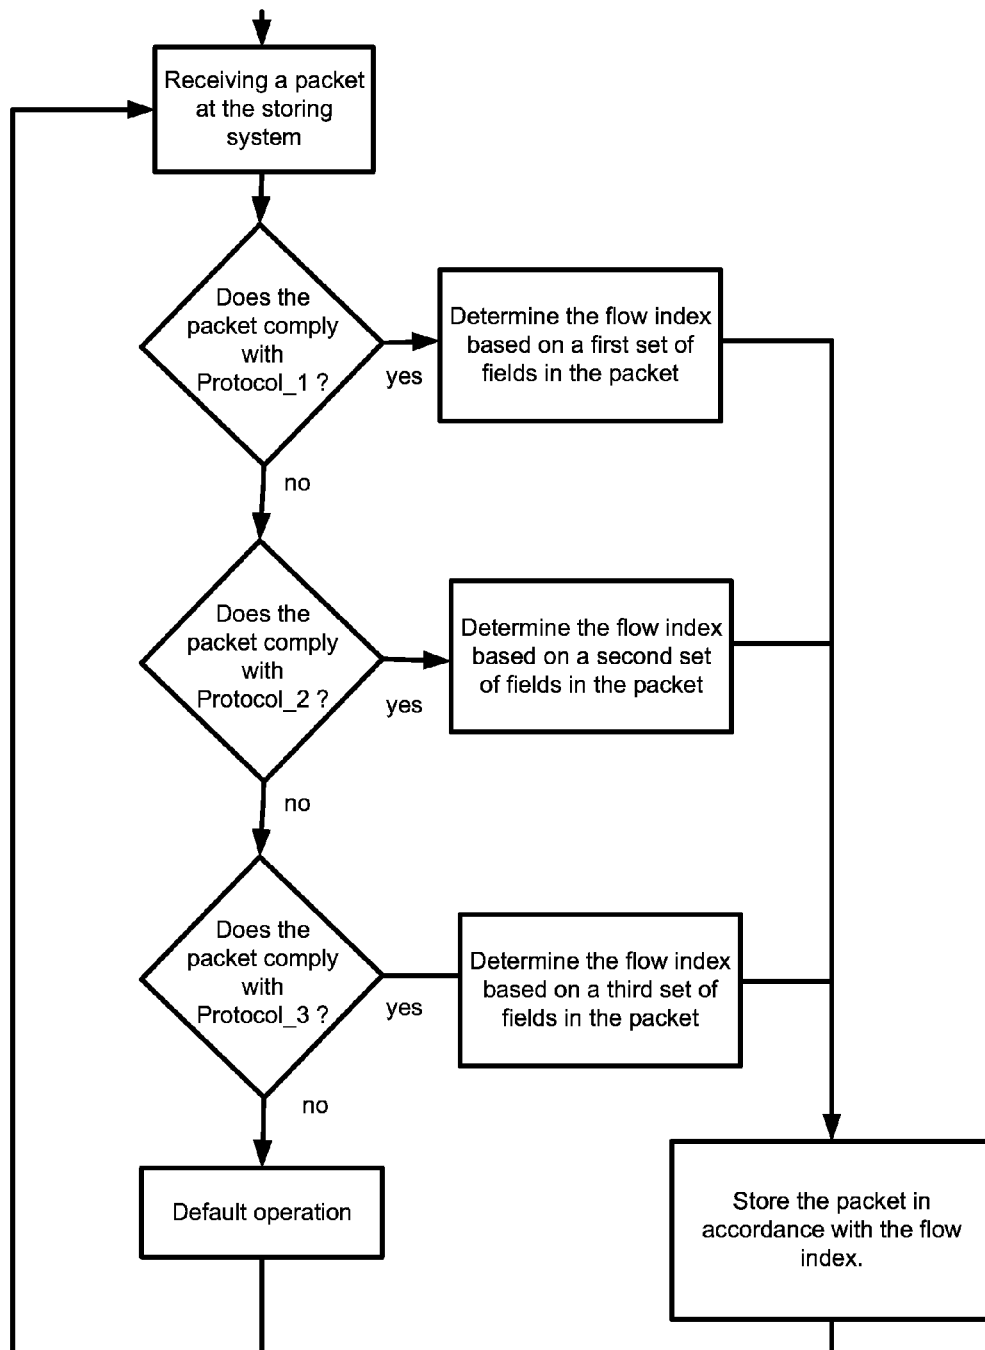 Receiving a packet
at the storing
system
Does the
packet comply
with
Protocol_1 ?
yes
Determine the flow index
based on a first set of
fields in the packet
no
Does the
packet comply
with
Protocol_2 ?
yes
Determine the flow index
based on a second set
of fields in the packet
no
Does the
packet comply
with
Protocol_3 ?
yes
Determine the flow index
based on a third set of
fields in the packet
no
Default operation
Store the packet in
accordance with the flow
index.